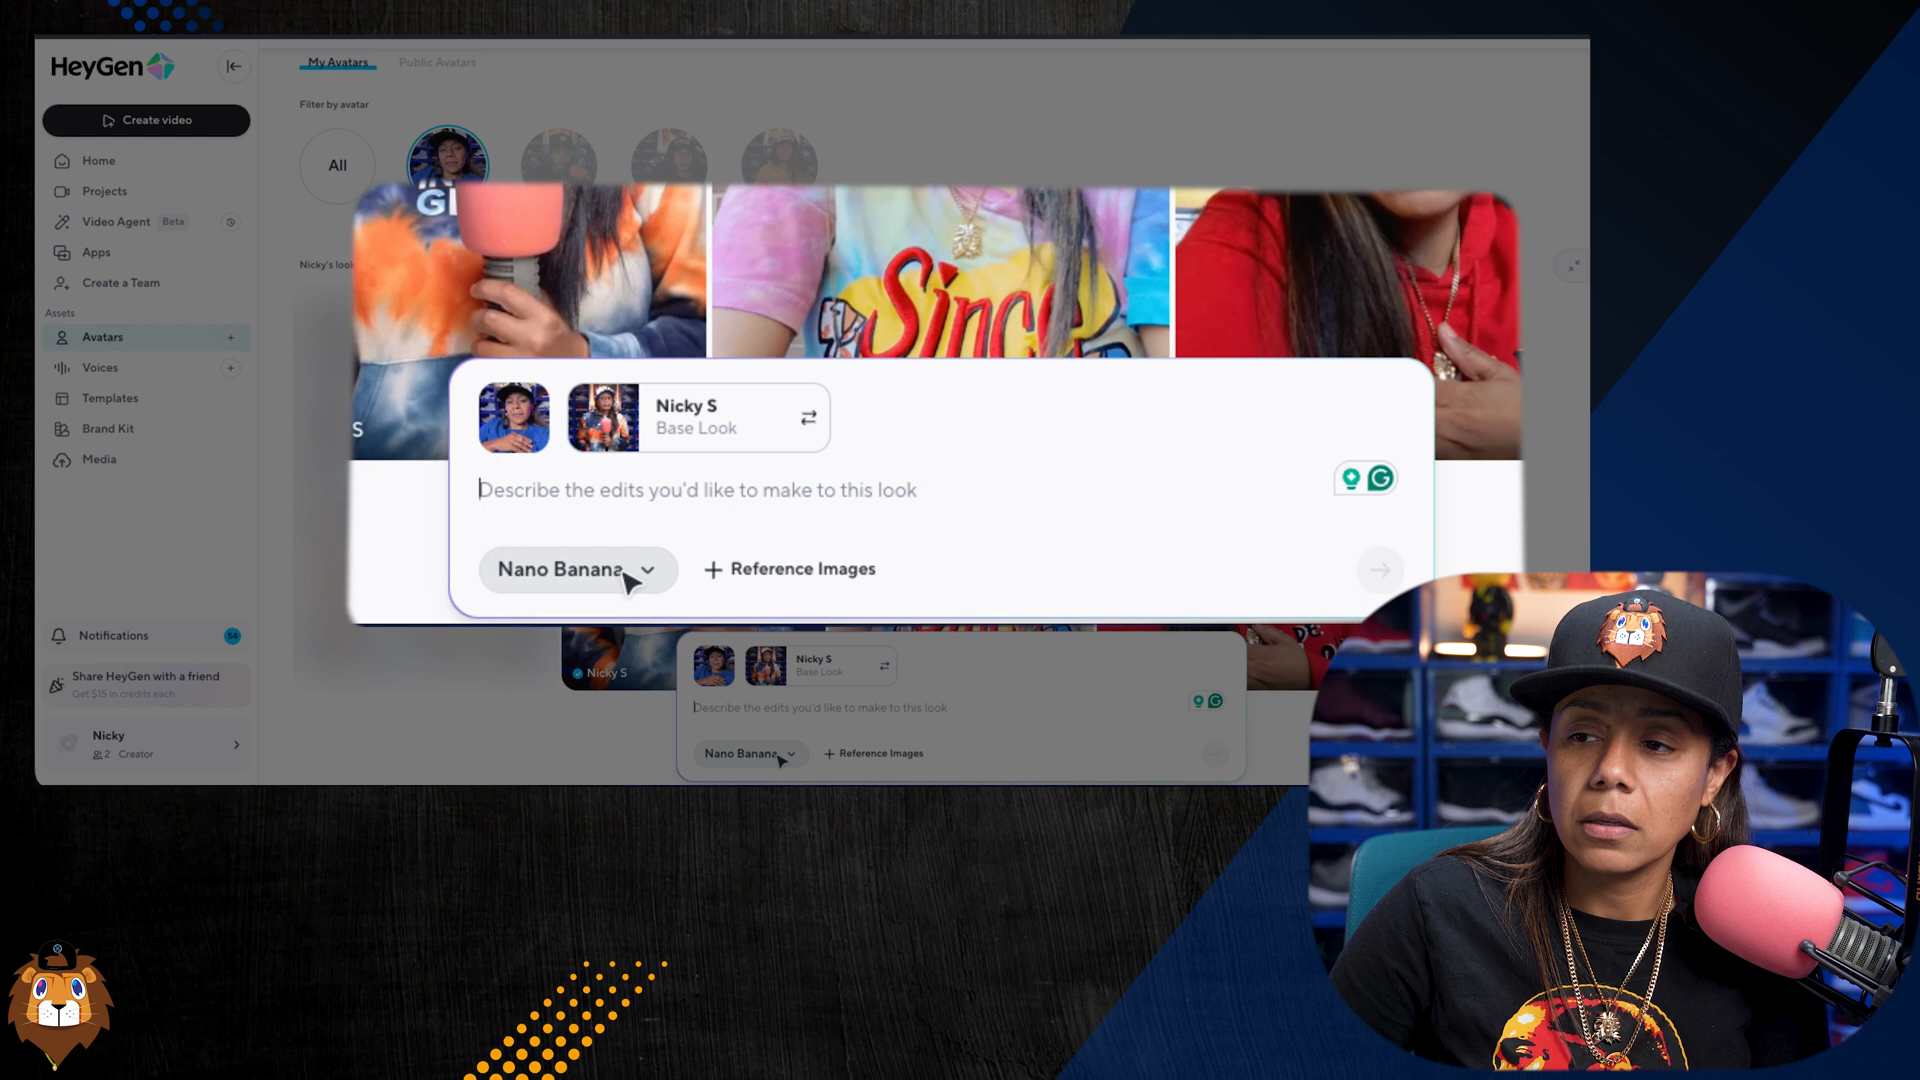 HeyGen
My Avatars
Public Avatars
Create video
Filter by avatar
All
Home
Projects
Video Agent Beta
Apps
Create a Team
Nicky's look
Assets
Avatars
Voices
Templates
Brand Kit
Media
Since
S
Nicky S
Base Look
Describe the edits you'd like to make to this look
Nano Banana
+ Reference Images
Notifications 54
Share HeyGen with a friend
Get $15 in credits each
Nicky
2 Creator
Nicky S
Nicky S
Base Look
Describe the edits you'd like to make to this look
Nano Banana
+ Reference Images